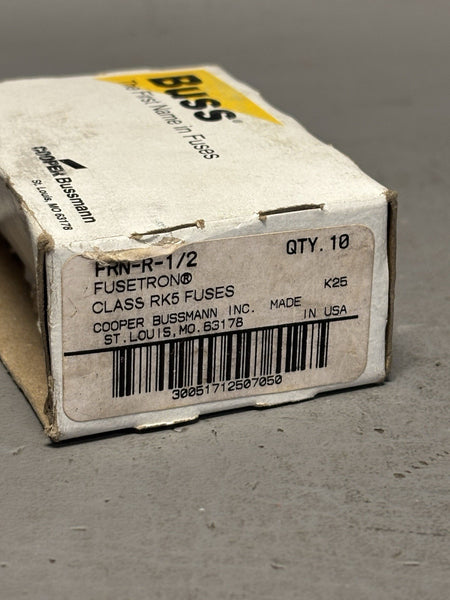 Buss®
The First Name in Fuses
COOPER Bussmann
St. Louis, MO 63178
FRN-R-1/2 QTY. 10
FUSETRON®
CLASS RK5 FUSES K25
COOPER BUSSMANN INC. MADE
ST. LOUIS, MO. 63178 IN USA
30051712507050